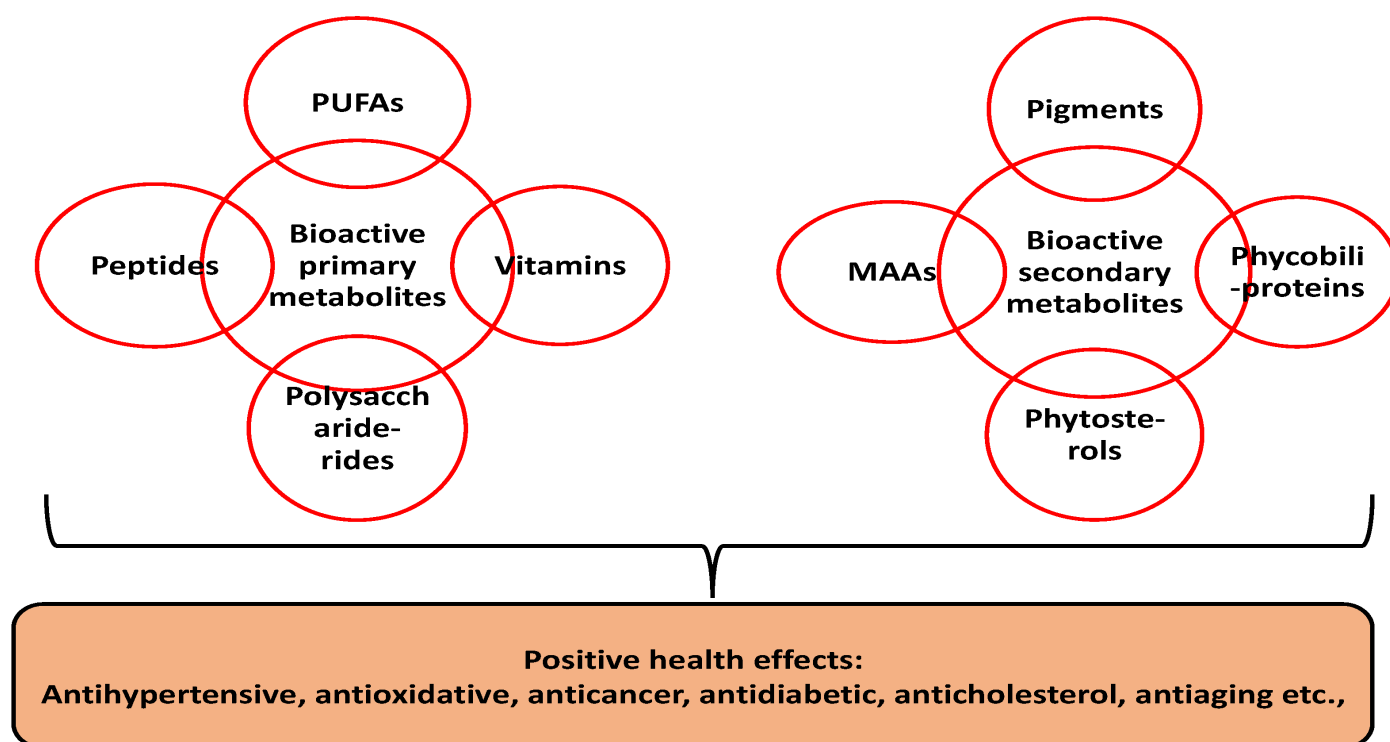 PUFAs
Peptides
Bioactive
primary
metabolites
Vitamins
Polysacch
aride-
rides
Pigments
MAAs
Bioactive
secondary
metabolites
Phycobili
-proteins
Phytoste-
rols
Positive health effects:
Antihypertensive, antioxidative, anticancer, antidiabetic, anticholesterol, antiaging etc.,